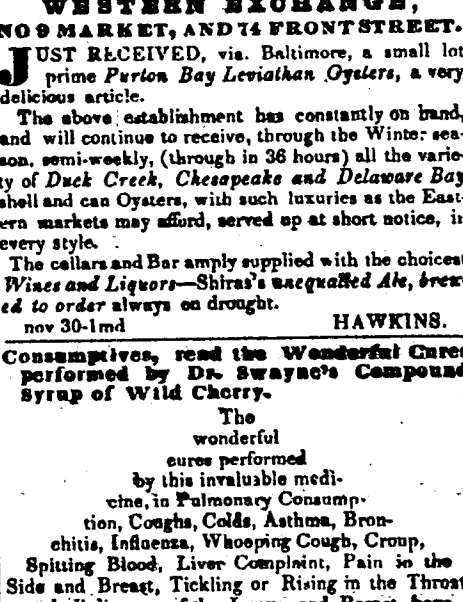 WESTERN EXCHANGE,
NO 9 MARKET, AND 74 FRONT STREET.
JUST RECEIVED, via. Baltimore, a small lot
prime Purton Bay Leviathan Oysters, a very
delicious article.
The above establishment has constantly on hand,
and will continue to receive, through the Winter sea-
son, semi-weekly, (through in 36 hours) all the varie-
ty of Duck Creek, Chesapeake and Delaware Bay
shell and can Oysters, with such luxuries as the East-
ern markets may afford, served up at short notice, in
every style.
The cellars and Bar amply supplied with the choicest
Wines and Liquors—Shiras's unequalled Ale, brew-
ed to order always on drought.
nov 30-1md HAWKINS.
Consumptives, read the Wonderful Cures
performed by Dr. Swayne's Compound
Syrup of Wild Cherry.
The
wonderful
cures performed
by this invaluable medi-
cine, in Pulmonary Consump-
tion, Coughs, Colds, Asthma, Bron-
chitis, Influenza, Whooping Cough, Croup,
Spitting Blood, Liver Complaint, Pain in the
Side and Breast, Tickling or Rising in the Throat